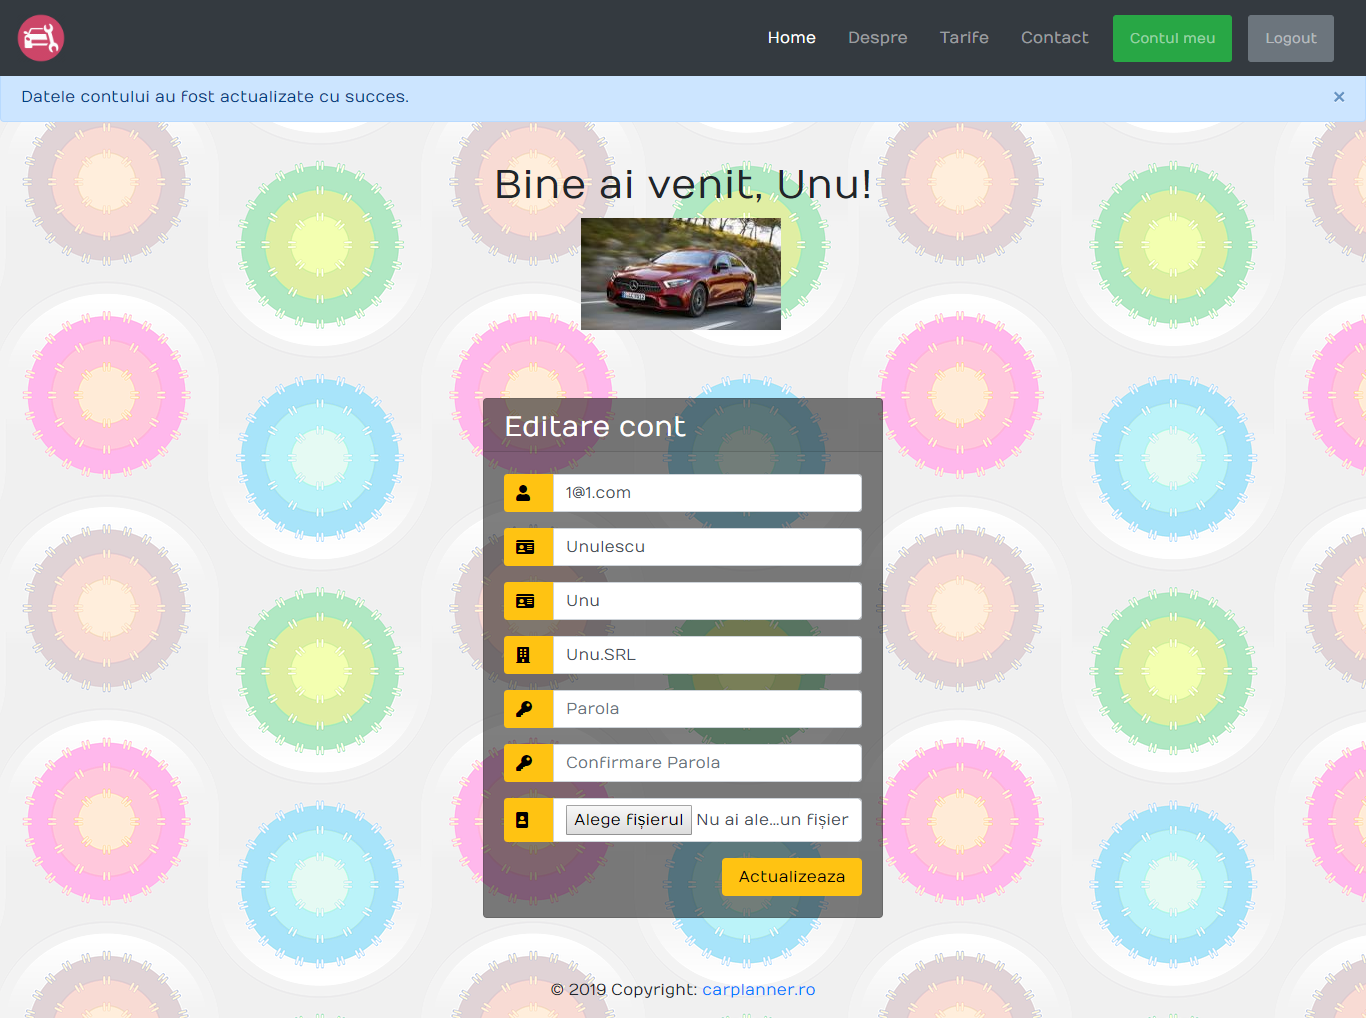 Home Despre Tarife Contact Contul meu Logout
Datele contului au fost actualizate cu succes. ×
Bine ai venit, Unu!
Editare cont
1@1.com
Unulescu
Unu
Unu.SRL
Parola
Confirmare Parola
Alege fișierul Nu ai ale...un fișier
Actualizeaza
© 2019 Copyright: carplanner.ro